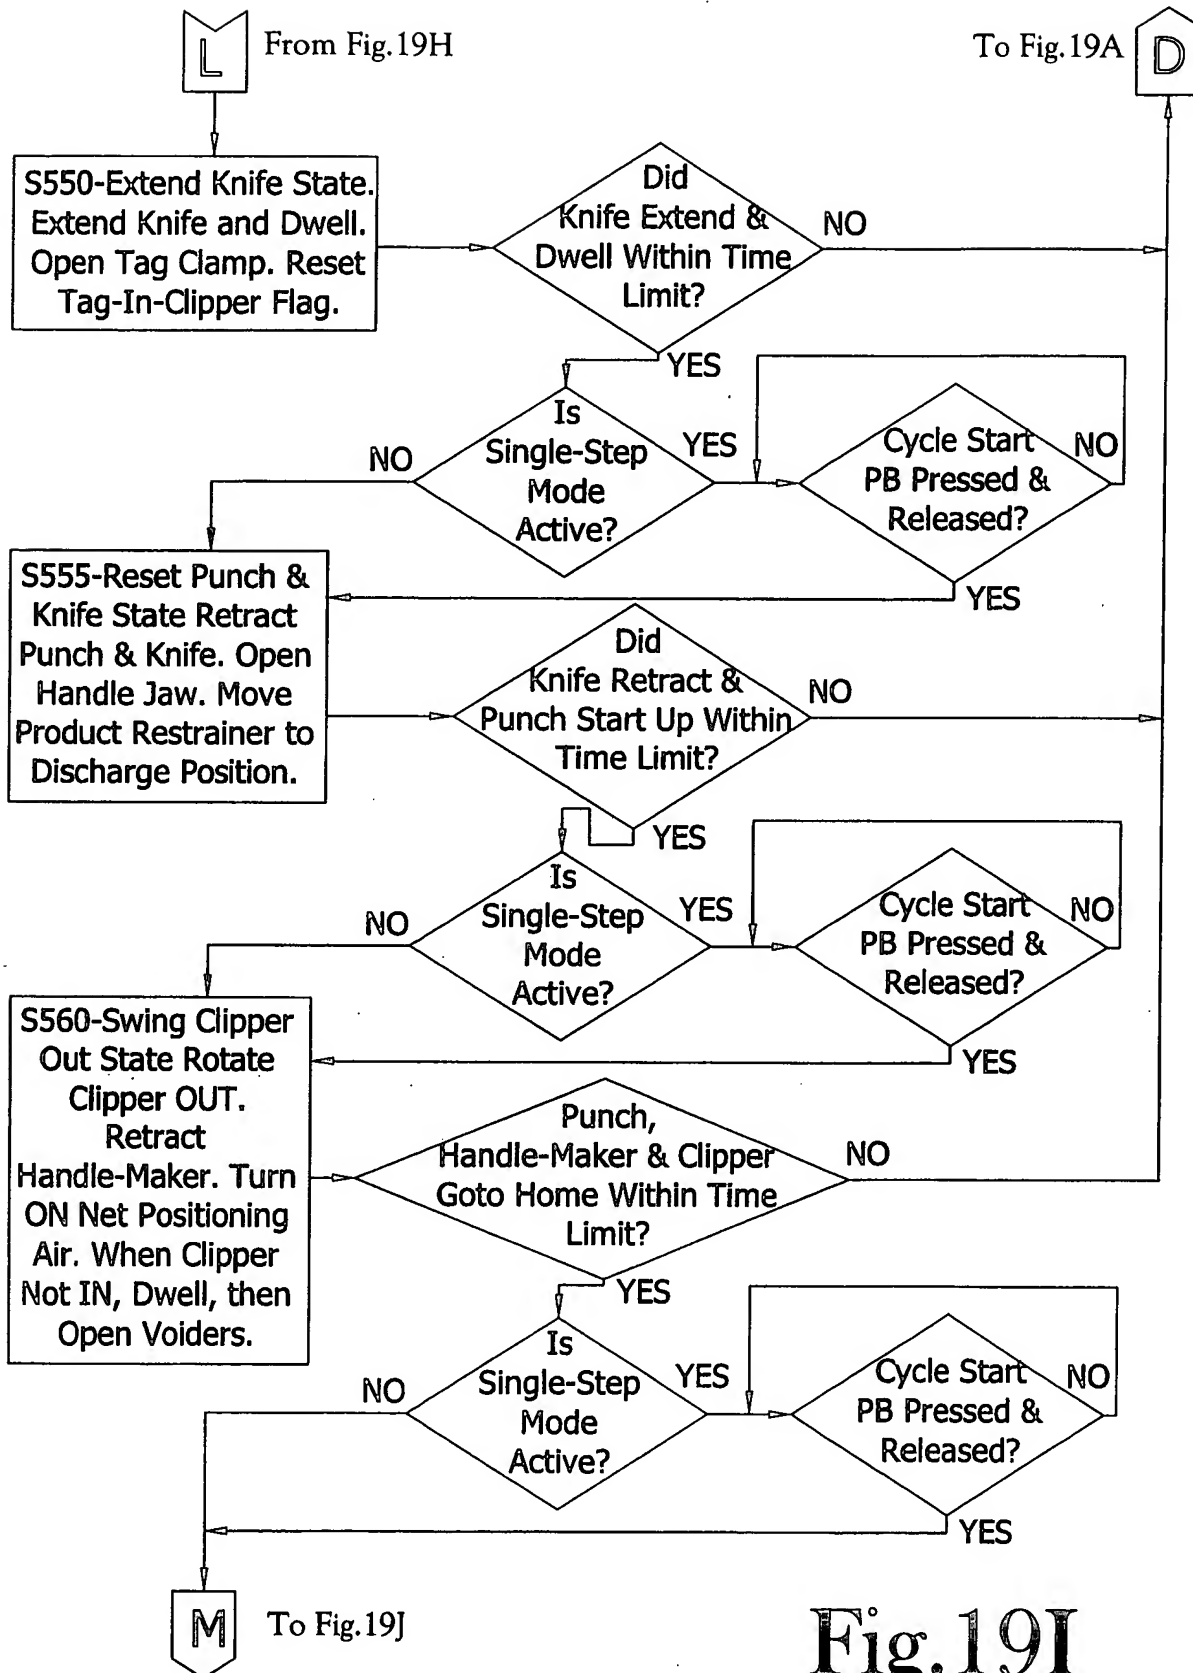 L
From Fig.19H
To Fig.19A
D
S550-Extend Knife State.
Extend Knife and Dwell.
Open Tag Clamp. Reset
Tag-In-Clipper Flag.
Did
Knife Extend &
Dwell Within Time
Limit?
NO
YES
Is
Single-Step
Mode
Active?
NO
YES
Cycle Start
PB Pressed &
Released?
NO
YES
S555-Reset Punch &
Knife State Retract
Punch & Knife. Open
Handle Jaw. Move
Product Restrainer to
Discharge Position.
Did
Knife Retract &
Punch Start Up Within
Time Limit?
NO
YES
Is
Single-Step
Mode
Active?
NO
YES
Cycle Start
PB Pressed &
Released?
NO
YES
S560-Swing Clipper
Out State Rotate
Clipper OUT.
Retract
Handle-Maker. Turn
ON Net Positioning
Air. When Clipper
Not IN, Dwell, then
Open Voiders.
Punch,
Handle-Maker & Clipper
Goto Home Within Time
Limit?
NO
YES
Is
Single-Step
Mode
Active?
NO
YES
Cycle Start
PB Pressed &
Released?
NO
YES
M
To Fig.19J
Fig.19I